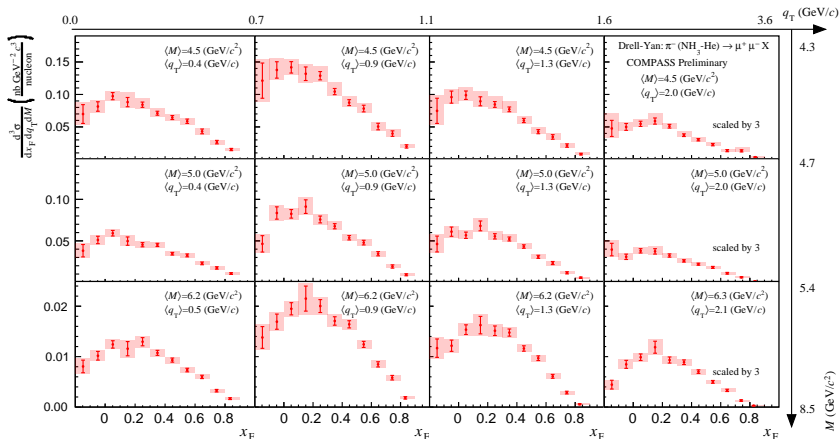 0.0 0.7 1.1 1.6 3.6 q_T (GeV/c)
d³σ / dx_F dq_T dM (nb GeV⁻² c³ / nucleon)
0.15
0.10
0.05
⟨M⟩=4.5 (GeV/c²)
⟨q_T⟩=0.4 (GeV/c)
⟨M⟩=4.5 (GeV/c²)
⟨q_T⟩=0.9 (GeV/c)
⟨M⟩=4.5 (GeV/c²)
⟨q_T⟩=1.3 (GeV/c)
Drell-Yan: π⁻ (NH₃-He) → μ⁺ μ⁻ X
COMPASS Preliminary
⟨M⟩=4.5 (GeV/c²)
⟨q_T⟩=2.0 (GeV/c)
scaled by 3
4.3
4.7
0.10
0.05
⟨M⟩=5.0 (GeV/c²)
⟨q_T⟩=0.4 (GeV/c)
⟨M⟩=5.0 (GeV/c²)
⟨q_T⟩=0.9 (GeV/c)
⟨M⟩=5.0 (GeV/c²)
⟨q_T⟩=1.3 (GeV/c)
⟨M⟩=5.0 (GeV/c²)
⟨q_T⟩=2.0 (GeV/c)
scaled by 3
5.4
0.02
0.01
0.00
⟨M⟩=6.2 (GeV/c²)
⟨q_T⟩=0.5 (GeV/c)
⟨M⟩=6.2 (GeV/c²)
⟨q_T⟩=0.9 (GeV/c)
⟨M⟩=6.2 (GeV/c²)
⟨q_T⟩=1.3 (GeV/c)
⟨M⟩=6.3 (GeV/c²)
⟨q_T⟩=2.1 (GeV/c)
scaled by 3
8.5
M (GeV/c²)
0 0.2 0.4 0.6 0.8 0 0.2 0.4 0.6 0.8 0 0.2 0.4 0.6 0.8 0 0.2 0.4 0.6 0.8
x_F x_F x_F x_F